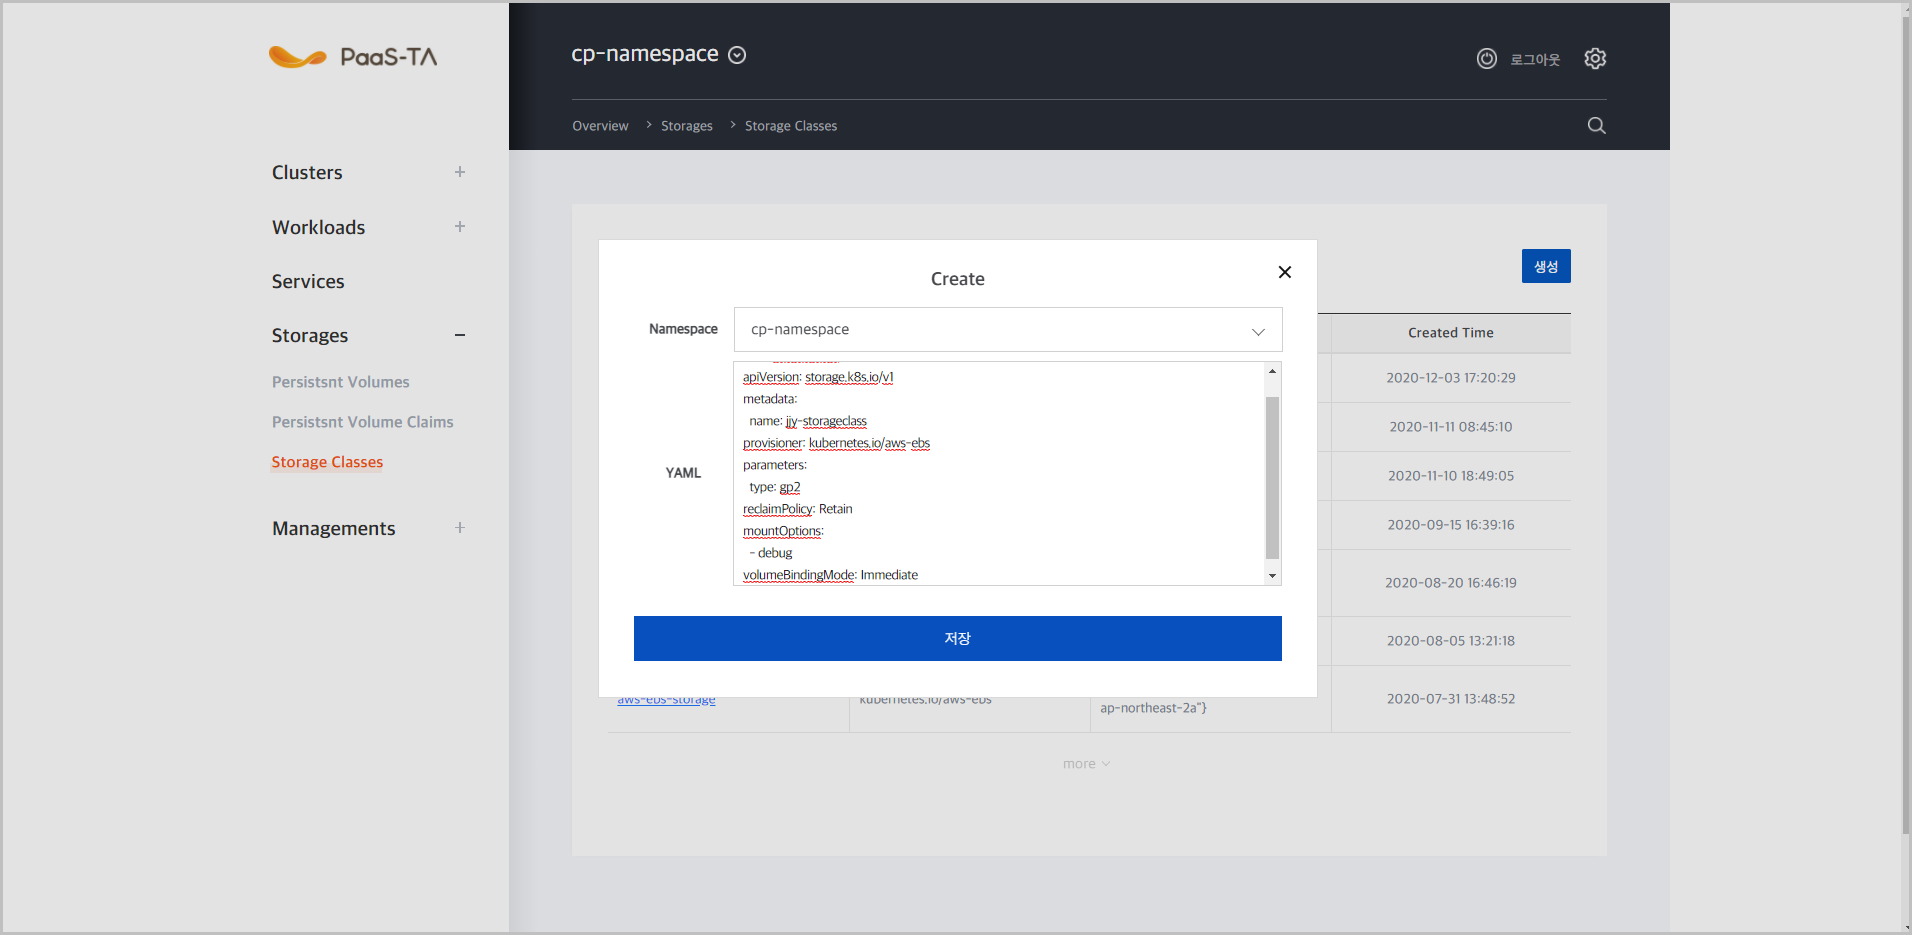 PaaS-TA
cp-namespace
로그아웃
Overview > Storages > Storage Classes
Clusters
Workloads
Services
Storages
Persistsnt Volumes
Persistsnt Volume Claims
Storage Classes
Managements
생성
Create
Namespace
cp-namespace
YAML
apiVersion: storage.k8s.io/v1
metadata:
name: jjy-storageclass
provisioner: kubernetes.io/aws-ebs
parameters:
type: gp2
reclaimPolicy: Retain
mountOptions:
- debug
volumeBindingMode: Immediate
저장
Created Time
2020-12-03 17:20:29
2020-11-11 08:45:10
2020-11-10 18:49:05
2020-09-15 16:39:16
2020-08-20 16:46:19
2020-08-05 13:21:18
aws-ebs-storage kubernetes.io/aws-ebs ap-northeast-2a"} 2020-07-31 13:48:52
more